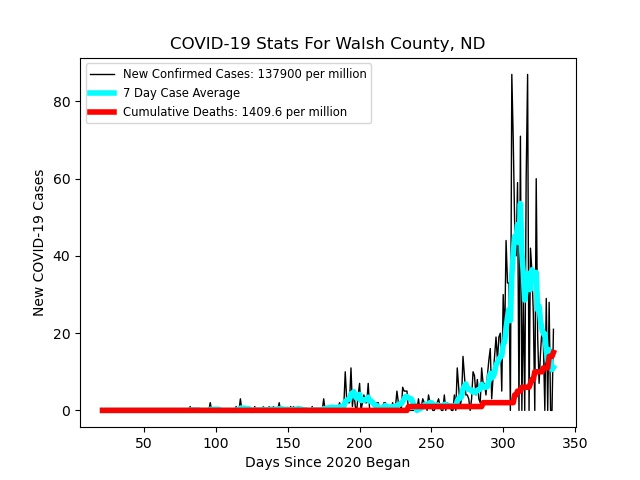 COVID-19 Stats For Walsh County, ND
New Confirmed Cases: 137900 per million
7 Day Case Average
Cumulative Deaths: 1409.6 per million
New COVID-19 Cases
80
60
40
20
0
50 100 150 200 250 300 350
Days Since 2020 Began